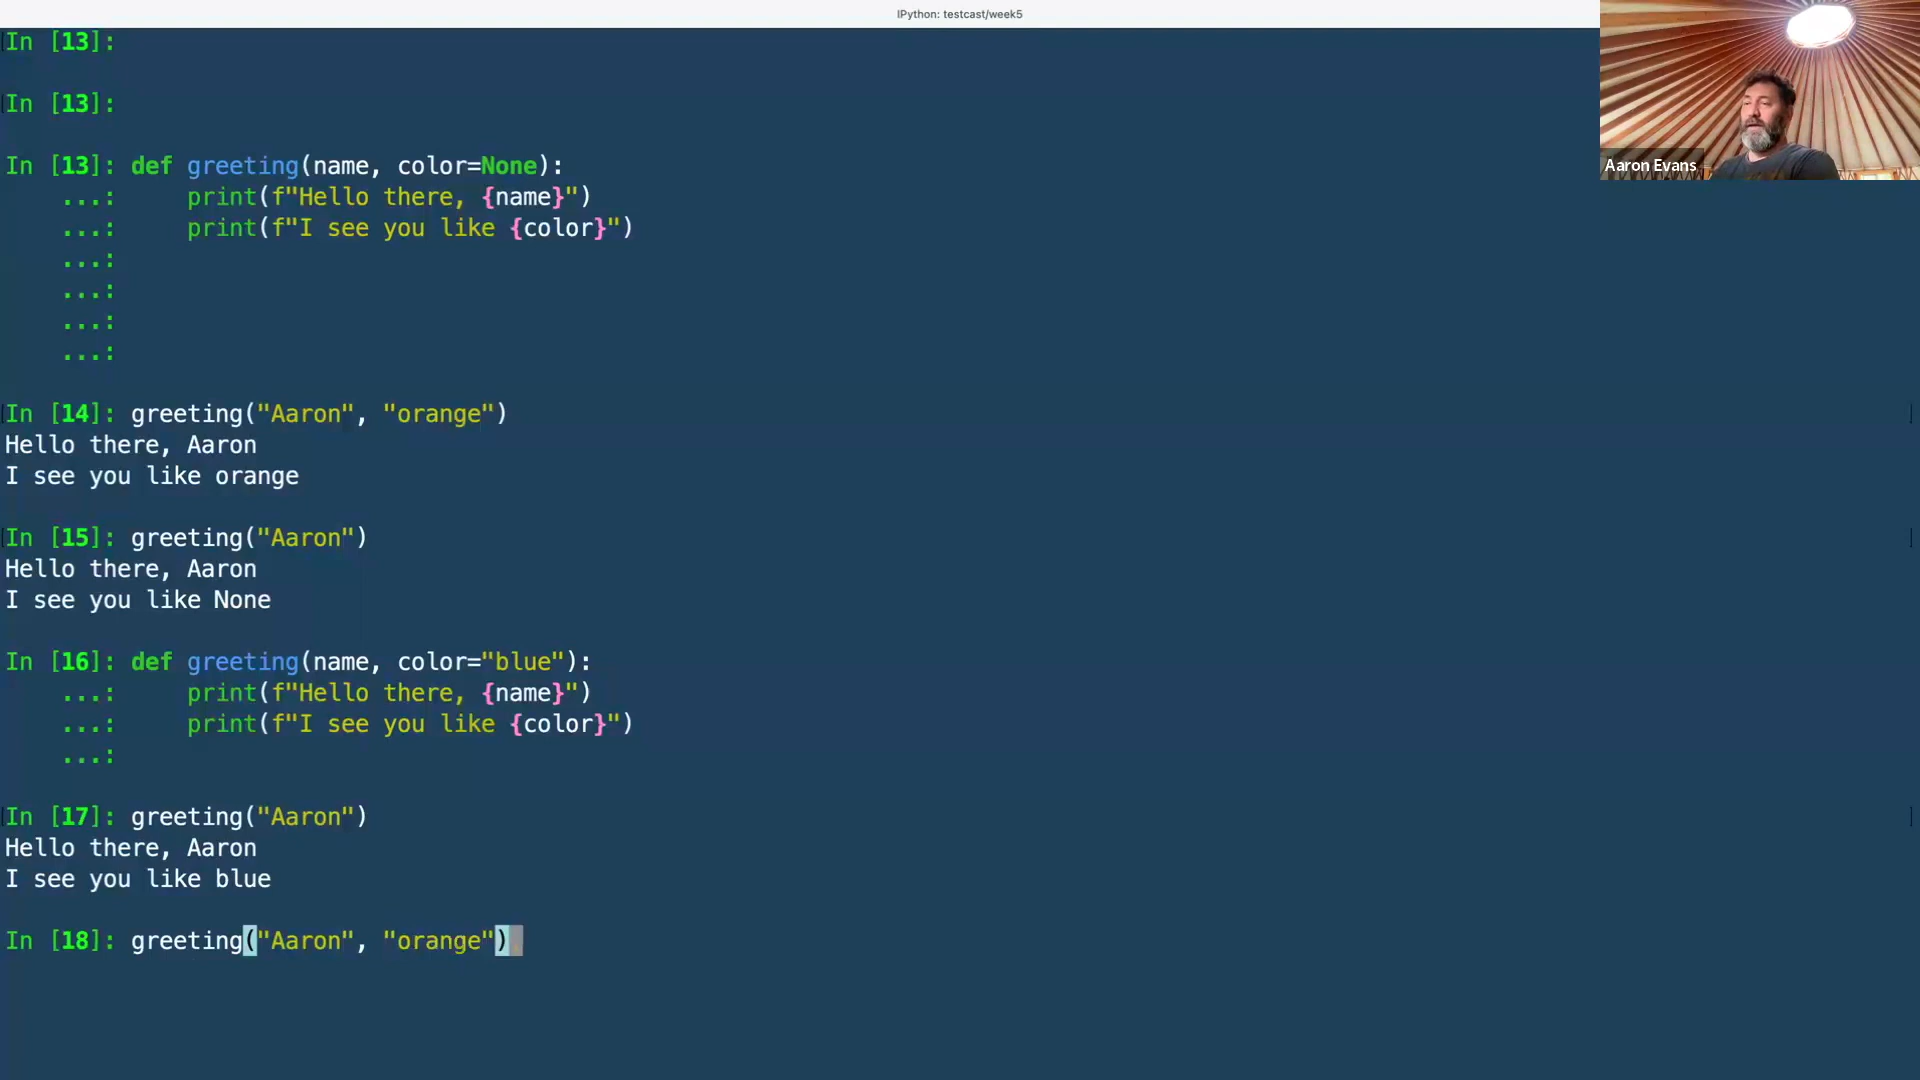 IPython: testcast/week5
In [13]:
In [13]:
In [13]: def greeting(name, color=None):
    ...:     print(f"Hello there, {name}")
    ...:     print(f"I see you like {color}")
    ...:
    ...:
    ...:
    ...:
In [14]: greeting("Aaron", "orange")
Hello there, Aaron
I see you like orange
In [15]: greeting("Aaron")
Hello there, Aaron
I see you like None
In [16]: def greeting(name, color="blue"):
    ...:     print(f"Hello there, {name}")
    ...:     print(f"I see you like {color}")
    ...:
In [17]: greeting("Aaron")
Hello there, Aaron
I see you like blue
In [18]: greeting("Aaron", "orange")
Aaron Evans